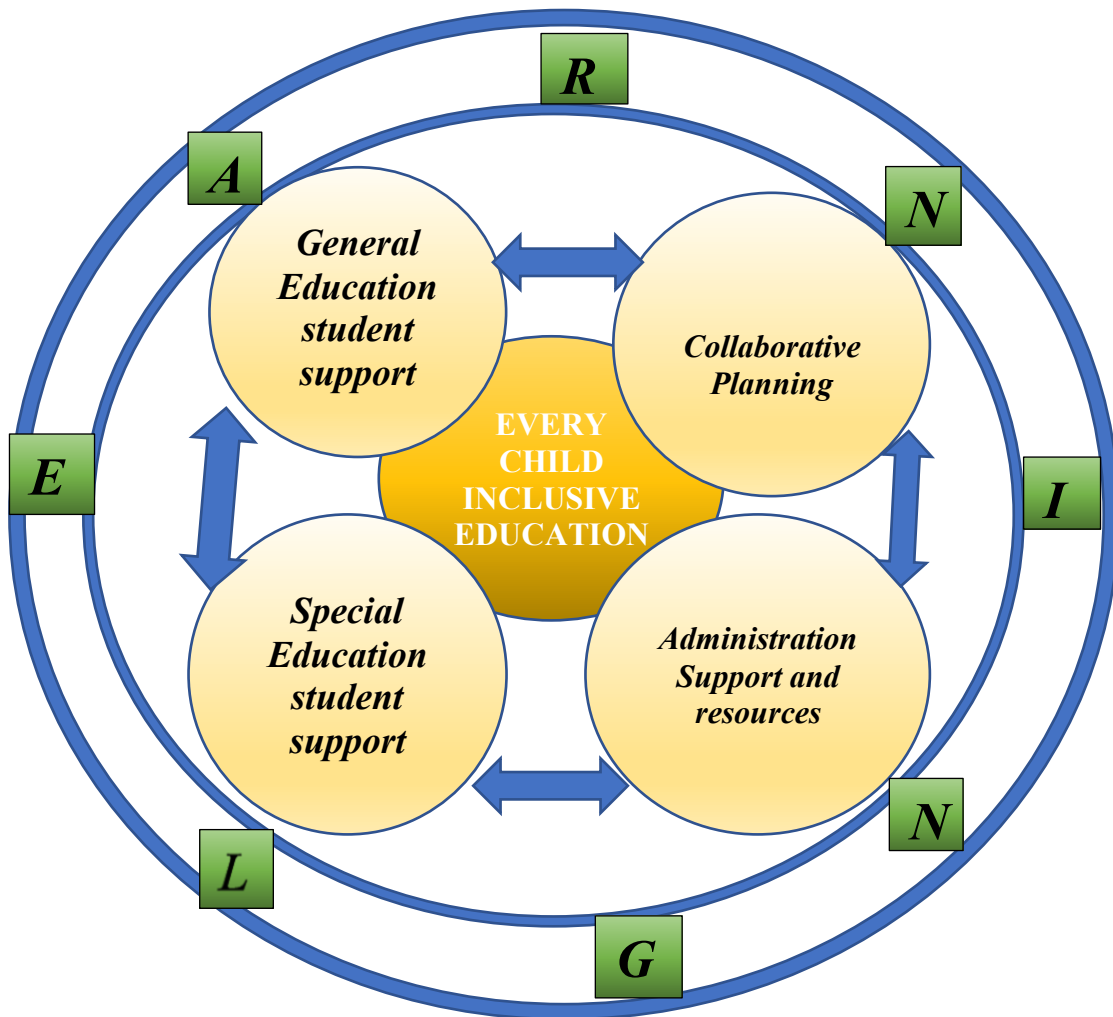 R
A
N
General
Education
student
support
Collaborative
Planning
EVERY
CHILD
INCLUSIVE
EDUCATION
E
I
Special
Education
student
support
Administration
Support and
resources
N
L
G